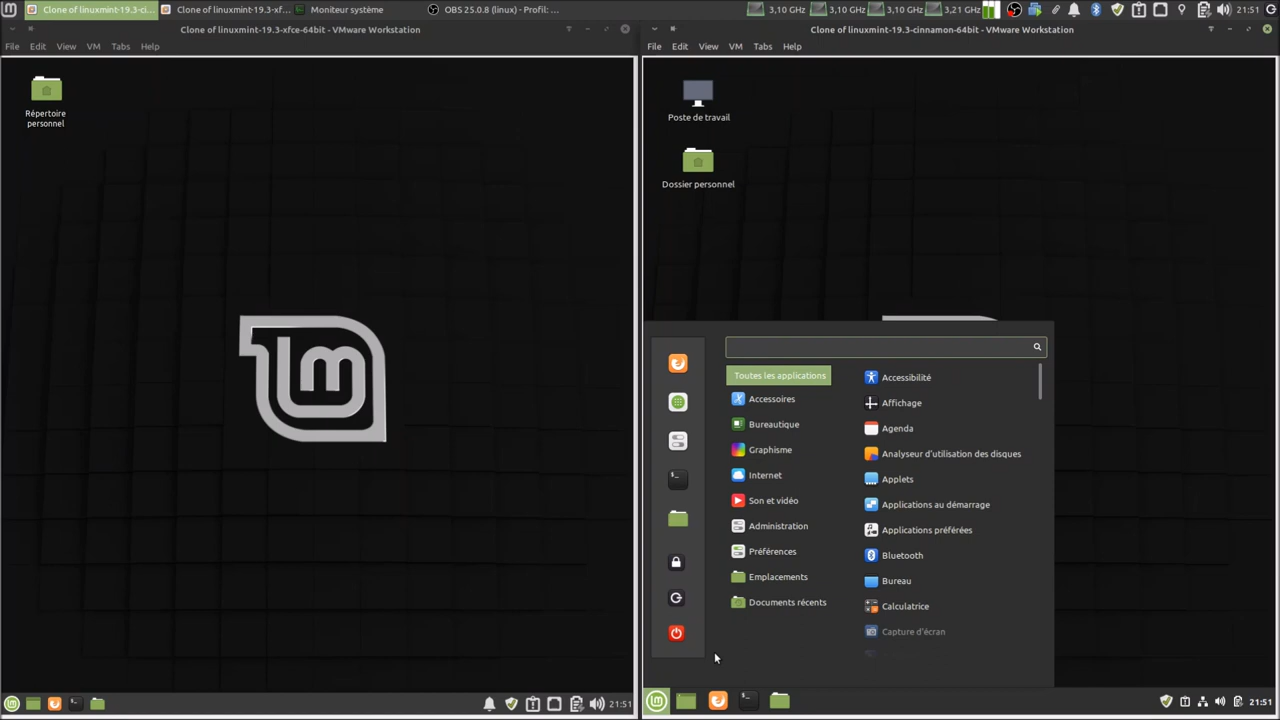 Clone of linuxmint-19.3-ci...
Clone of linuxmint-19.3-xf...
Moniteur système
OBS 25.0.8 (linux) - Profil: ...
3,10 GHz
3,10 GHz
3,10 GHz
3,21 GHz
21:51
Clone of linuxmint-19.3-xfce-64bit - VMware Workstation
File Edit View VM Tabs Help
Répertoire
personnel
21:51
Clone of linuxmint-19.3-cinnamon-64bit - VMware Workstation
File Edit View VM Tabs Help
Poste de travail
Dossier personnel
Toutes les applications
Accessoires
Bureautique
Graphisme
Internet
Son et vidéo
Administration
Préférences
Emplacements
Documents récents
Accessibilité
Affichage
Agenda
Analyseur d'utilisation des disques
Applets
Applications au démarrage
Applications préférées
Bluetooth
Bureau
Calculatrice
Capture d'écran
21:51